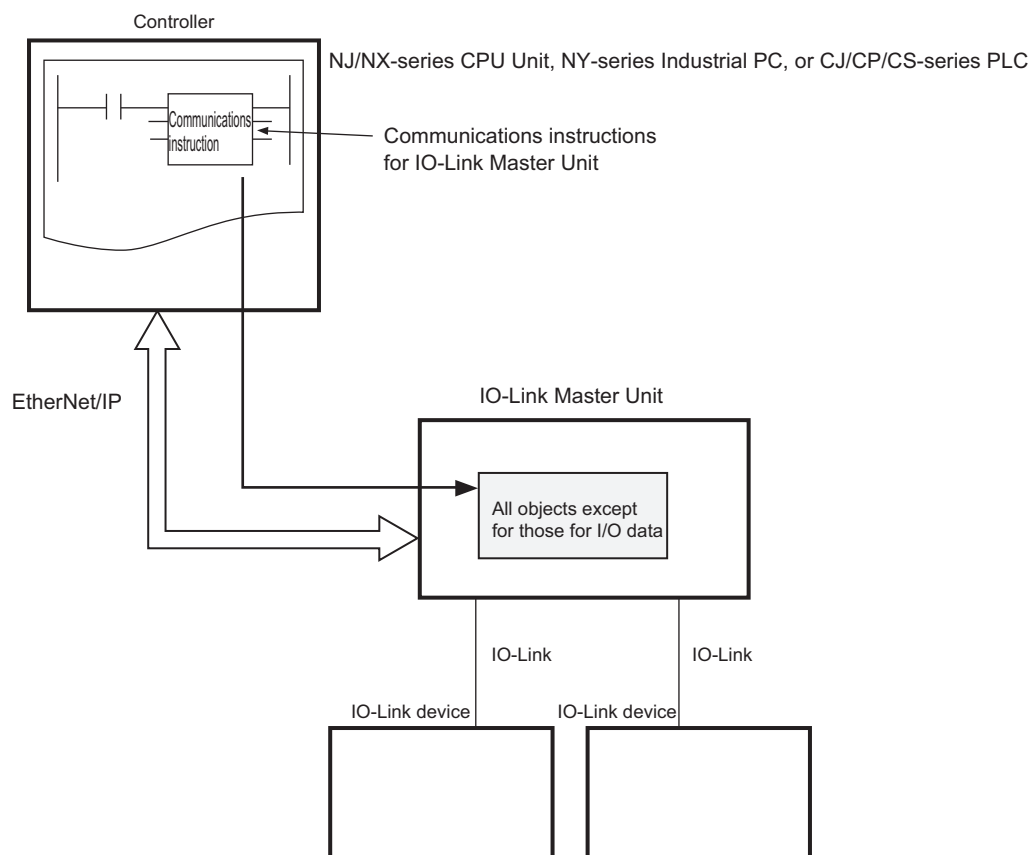 Controller
NJ/NX-series CPU Unit, NY-series Industrial PC, or CJ/CP/CS-series PLC
Communications
instruction
Communications instructions
for IO-Link Master Unit
EtherNet/IP
IO-Link Master Unit
All objects except
for those for I/O data
IO-Link
IO-Link
IO-Link device
IO-Link device